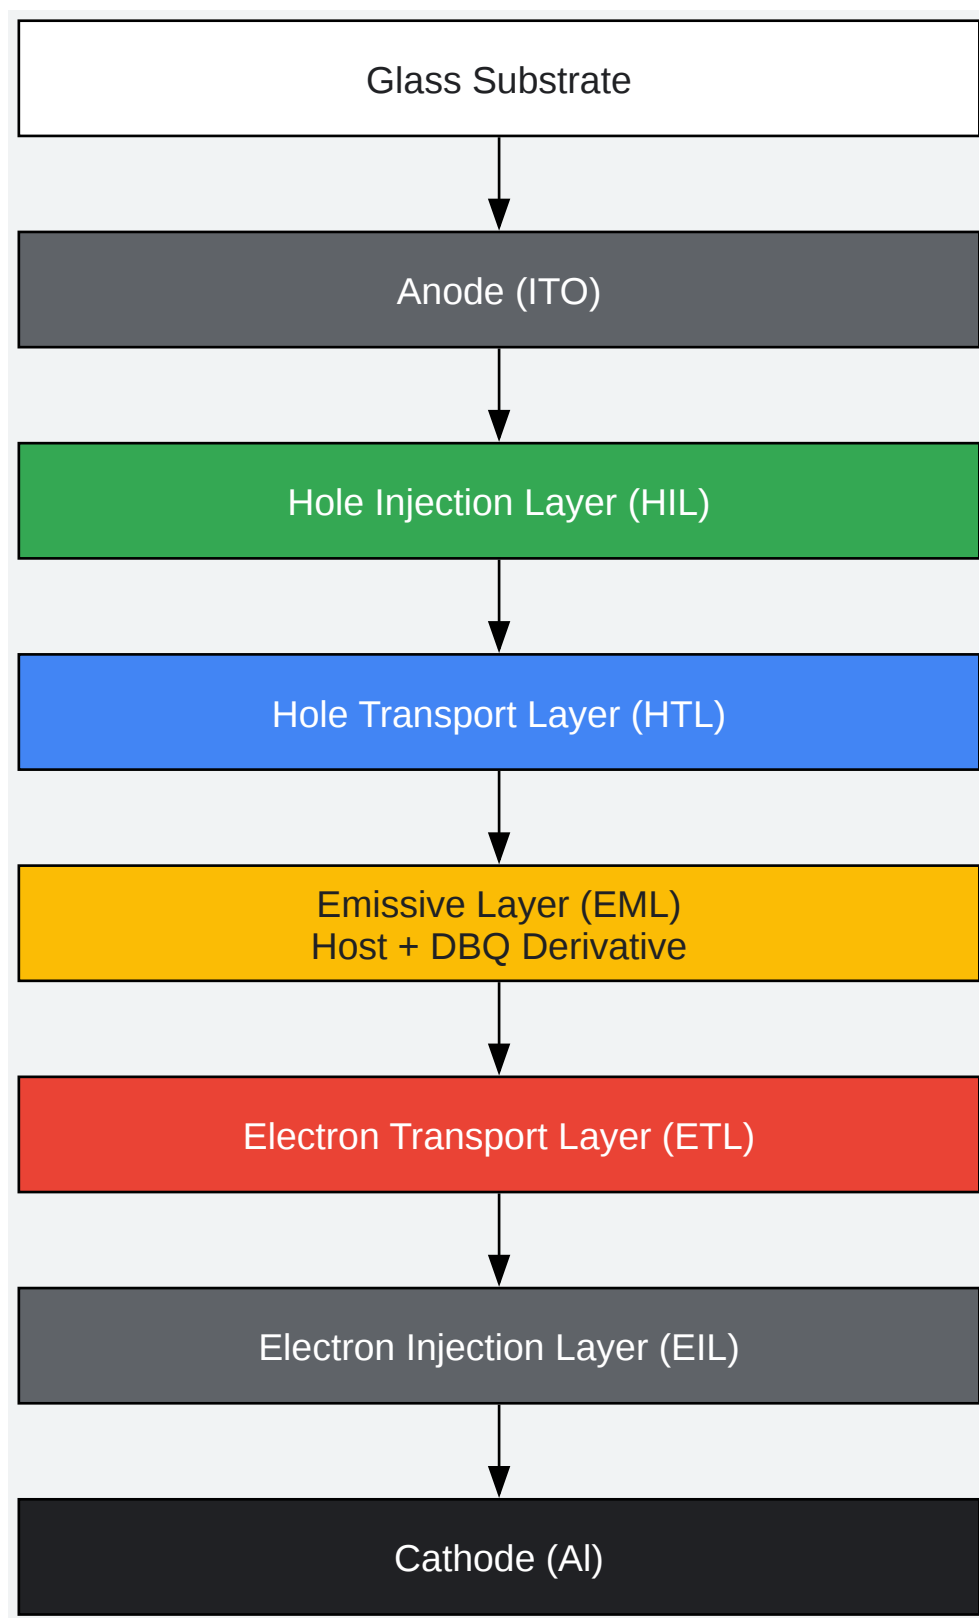 Glass Substrate
Anode (ITO)
Hole Injection Layer (HIL)
Hole Transport Layer (HTL)
Emissive Layer (EML)
Host + DBQ Derivative
Electron Transport Layer (ETL)
Electron Injection Layer (EIL)
Cathode (Al)